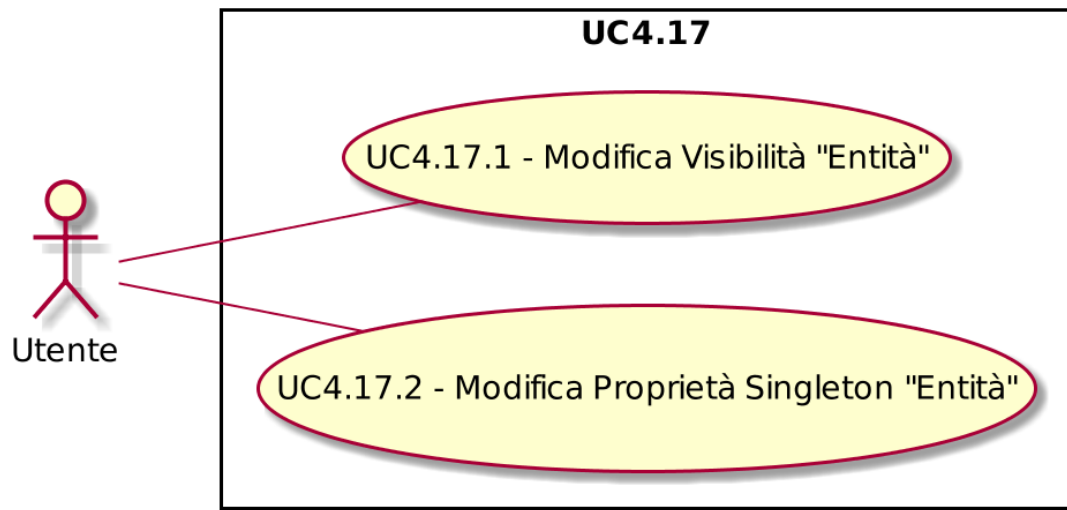 UC4.17
UC4.17.1 - Modifica Visibilità "Entità"
Utente
UC4.17.2 - Modifica Proprietà Singleton "Entità"